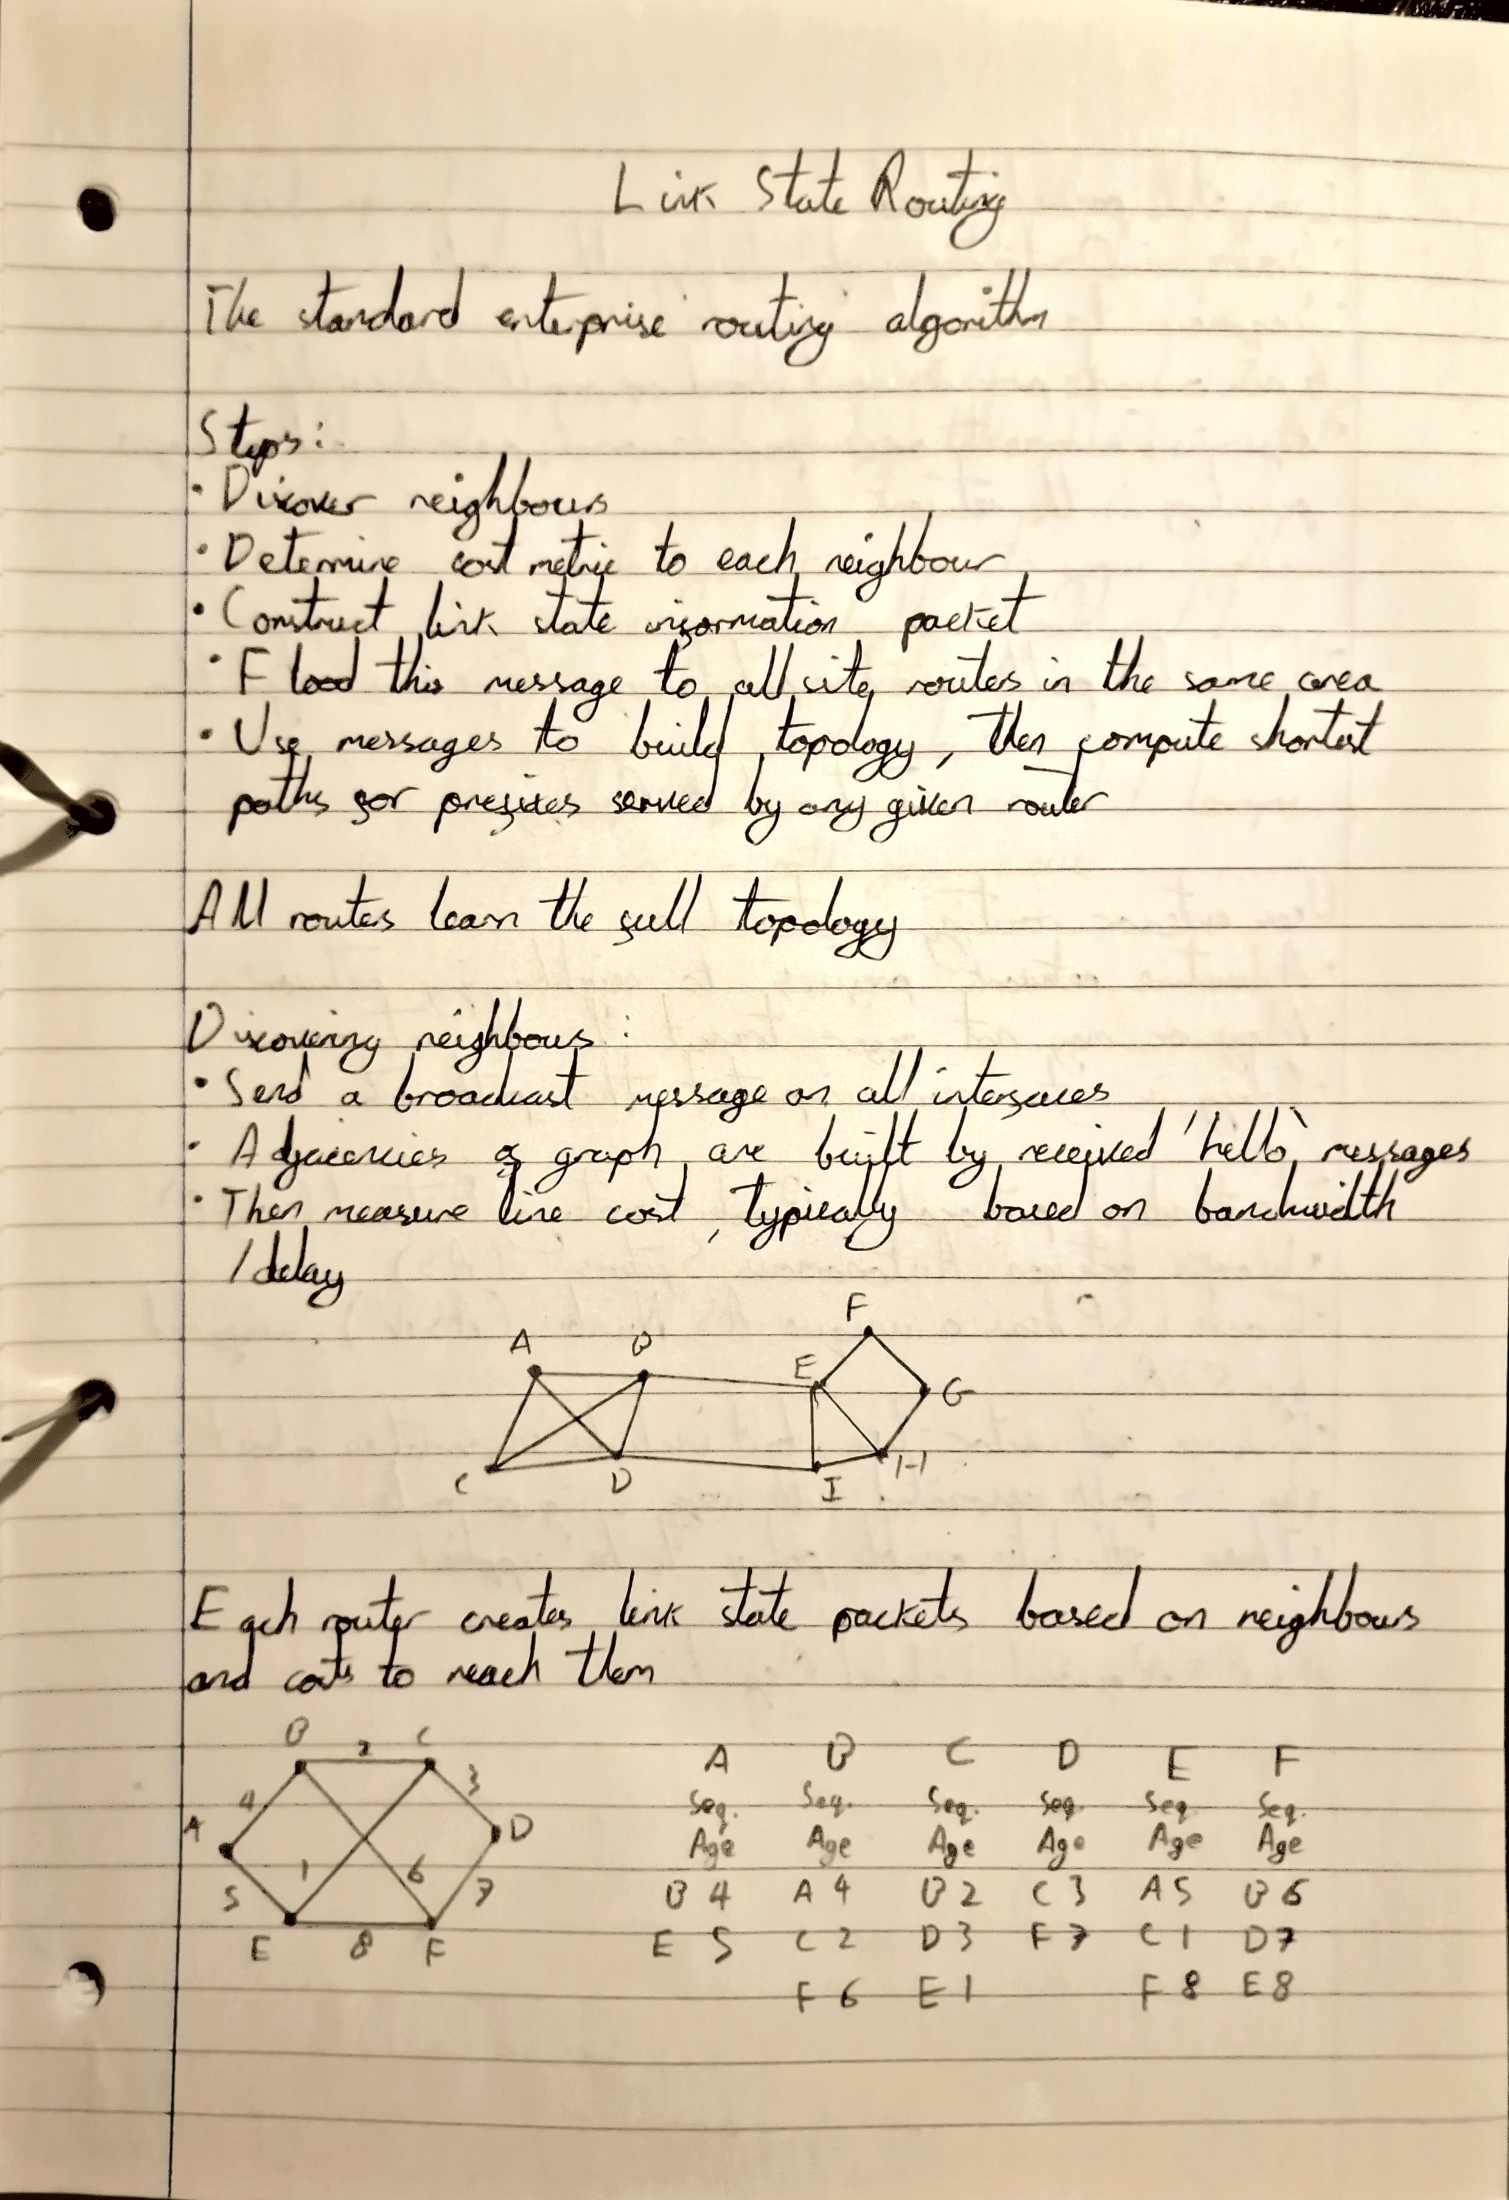 Link State Routing
The standard enterprise routing algorithm
Steps:
• Discover neighbours
• Determine cost metric to each neighbour
• Construct link state information packet
• Flood this message to all site routers in the same area
• Use messages to build topology, then compute shortest
paths for prefixes served by any given router
All routers learn the full topology
Discovering neighbours:
• Send a broadcast message on all interfaces
• Adjacencies of graph are built by received 'hello' messages
• Then measure line cost, typically based on bandwidth
/delay
F
A B E
G
C D I H
Each router creates link state packets based on neighbours
and costs to reach them
B 2 C
4 3
A D
5 1 6 7
E 8 F
A B C D E F
Seq. Seq. Seq. Seq. Seq. Seq.
Age Age Age Age Age Age
B 4 A 4 B 2 C 3 A 5 B 6
E 5 C 2 D 3 F 7 C 1 D 7
F 6 E 1 F 8 E 8